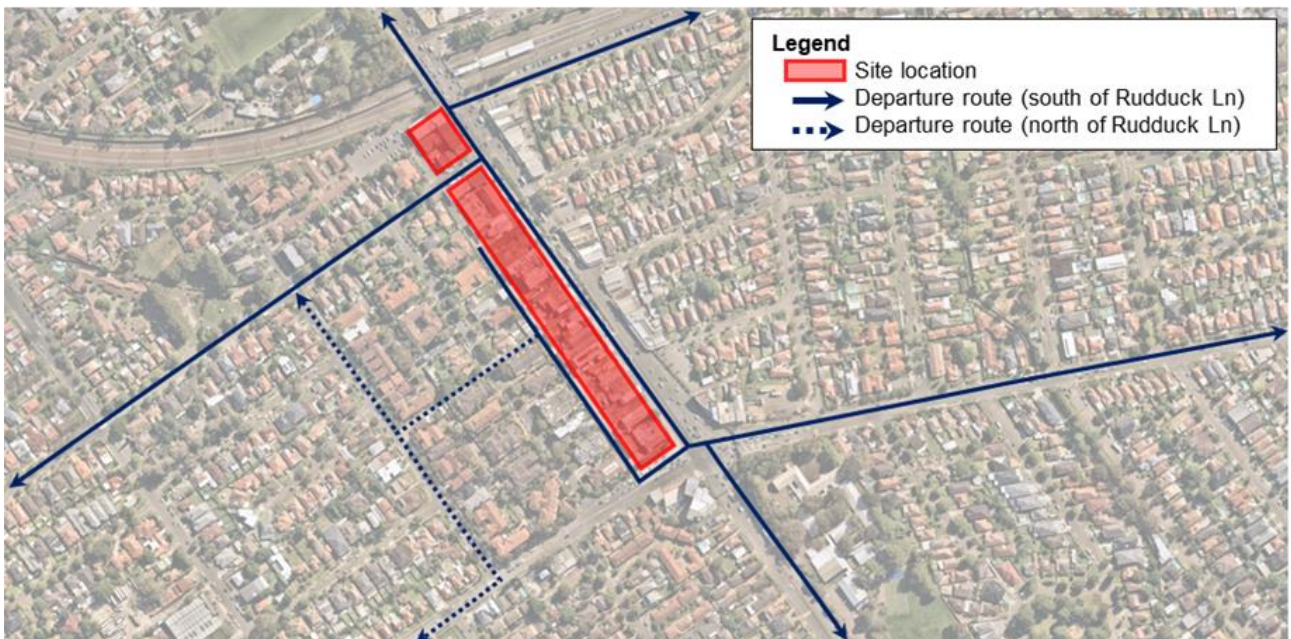 Legend
Site location
Departure route (south of Rudduck Ln)
Departure route (north of Rudduck Ln)